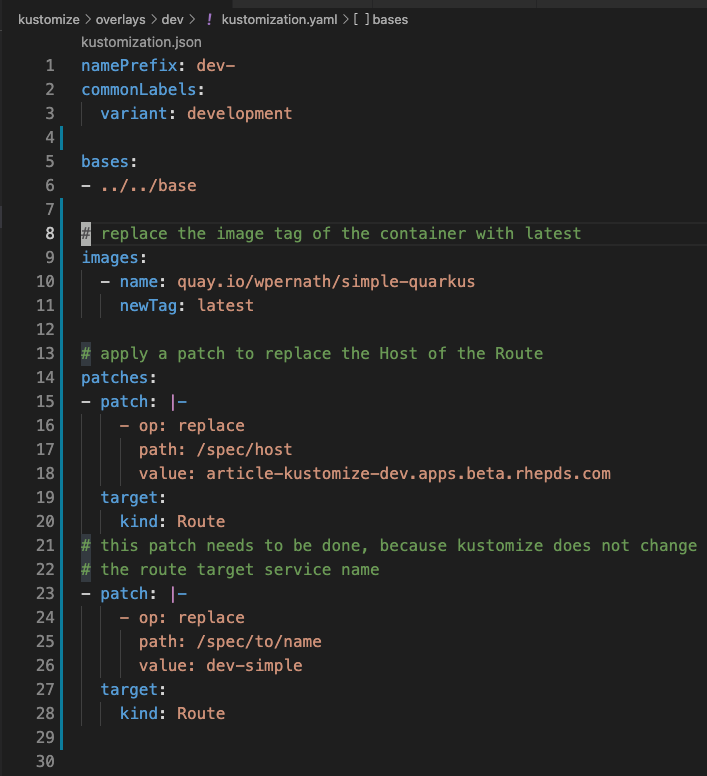 kustomize > overlays > dev > ! kustomization.yaml > [ ] bases
kustomization.json
1 namePrefix: dev-
2 commonLabels:
3   variant: development
4
5 bases:
6 - ../../base
7
8 # replace the image tag of the container with latest
9 images:
10   - name: quay.io/wpernath/simple-quarkus
11     newTag: latest
12
13 # apply a patch to replace the Host of the Route
14 patches:
15 - patch: |-
16     - op: replace
17       path: /spec/host
18       value: article-kustomize-dev.apps.beta.rhepds.com
19   target:
20     kind: Route
21 # this patch needs to be done, because kustomize does not change
22 # the route target service name
23 - patch: |-
24     - op: replace
25       path: /spec/to/name
26       value: dev-simple
27   target:
28     kind: Route
29
30